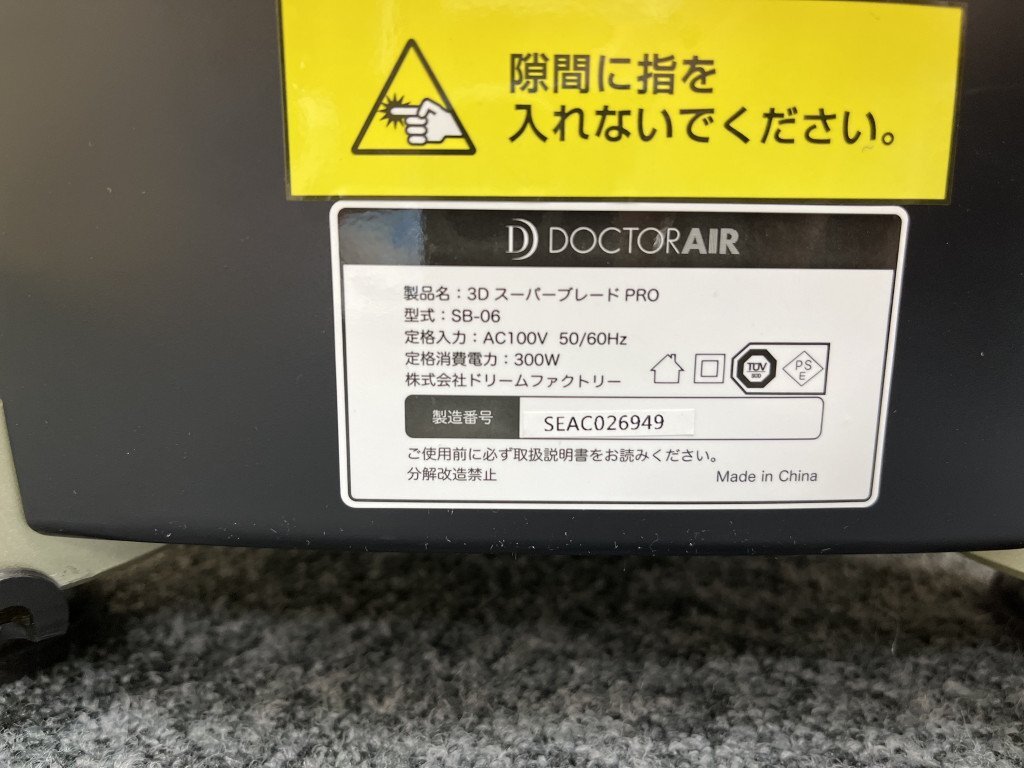 隙間に指を
入れないでください。
DOCTORAIR
製品名：3D スーパーブレード PRO
型式：SB-06
定格入力：AC100V 50/60Hz
定格消費電力：300W
株式会社ドリームファクトリー
TÜV
SÜD
PS
E
製造番号 SEAC026949
ご使用前に必ず取扱説明書をお読みください。
分解改造禁止 Made in China